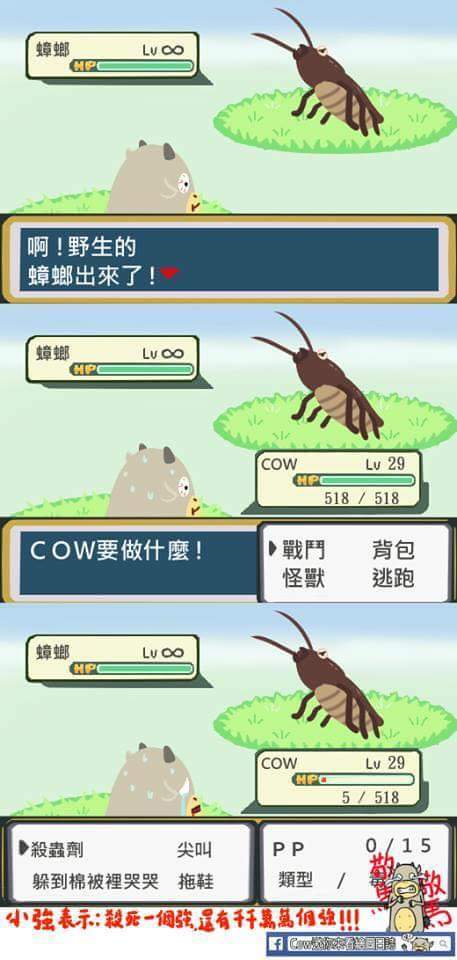 蟑螂 Lv ∞
HP
啊!野生的
蟑螂出來了!
蟑螂 Lv ∞
HP
COW Lv 29
HP
518 / 518
COW要做什麼!
戰鬥 背包
怪獸 逃跑
蟑螂 Lv ∞
HP
COW Lv 29
HP
5 / 518
殺蟲劑 尖叫
躲到棉被裡哭哭 拖鞋
PP 0/15
類型 /
驚
小強表示:殺死一個強,還有千千萬萬個強!!!